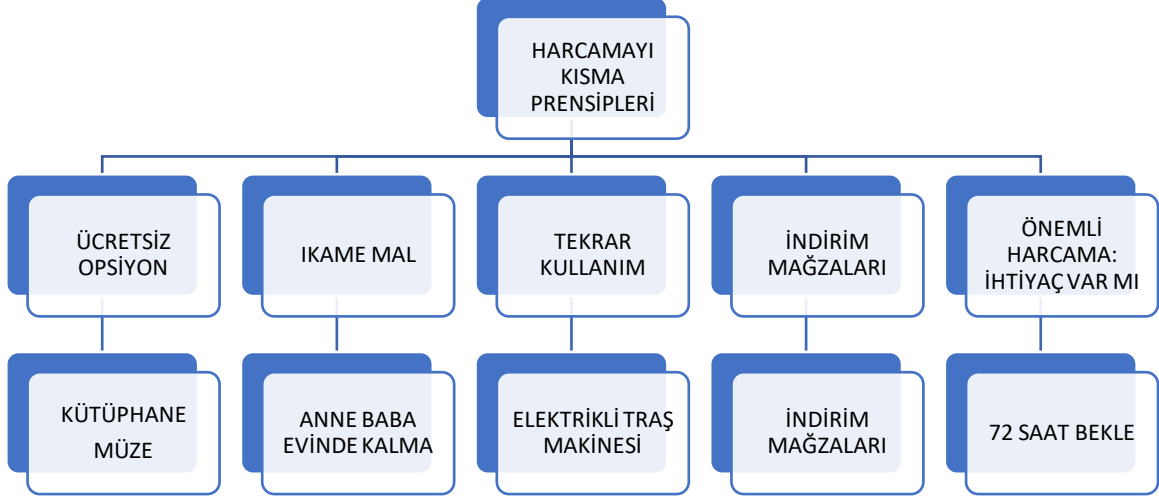 HARCAMAYI
KISMA
PRENSİPLERİ
ÜCRETSİZ
OPSİYON
IKAME MAL
TEKRAR
KULLANIM
İNDİRİM
MAĞZALARI
ÖNEMLİ
HARCAMA:
İHTİYAÇ VAR MI
KÜTÜPHANE
MÜZE
ANNE BABA
EVİNDE KALMA
ELEKTRİKLİ TRAŞ
MAKİNESİ
İNDİRİM
MAĞZALARI
72 SAAT BEKLE